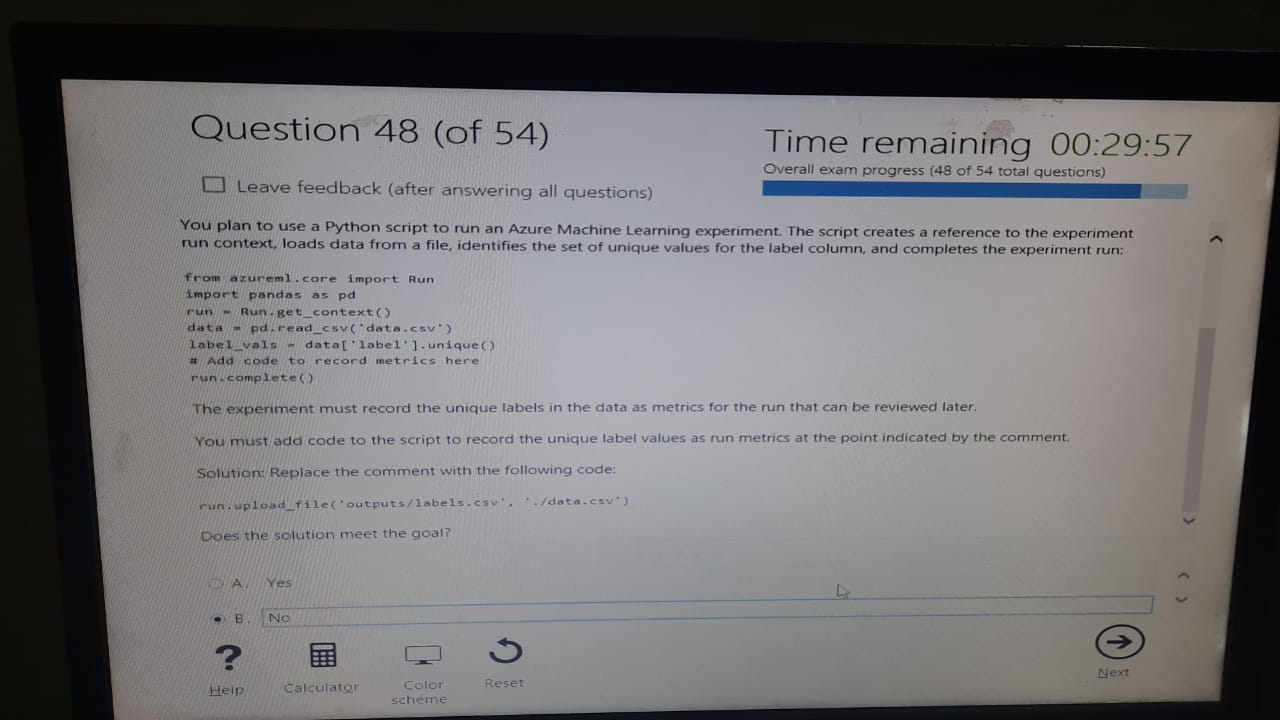 Question 48 (of 54)
Time remaining 00:29:57
Overall exam progress (48 of 54 total questions)
Leave feedback (after answering all questions)
You plan to use a Python script to run an Azure Machine Learning experiment. The script creates a reference to the experiment
run context, loads data from a file, identifies the set of unique values for the label column, and completes the experiment run:
from azureml.core import Run
import pandas as pd
run = Run.get_context()
data = pd.read_csv('data.csv')
label_vals = data['label'].unique()
# Add code to record metrics here
run.complete()
The experiment must record the unique labels in the data as metrics for the run that can be reviewed later.
You must add code to the script to record the unique label values as run metrics at the point indicated by the comment.
Solution: Replace the comment with the following code:
run.upload_file('outputs/labels.csv', './data.csv')
Does the solution meet the goal?
A. Yes
B. No
?
Help
Calculator
Color
scheme
Reset
Next